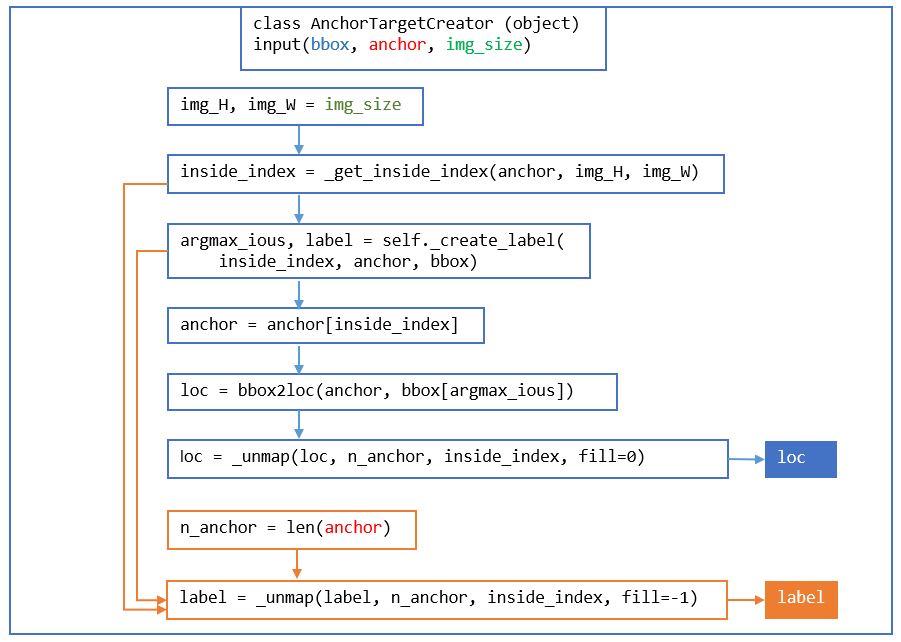 class AnchorTargetCreator (object)
input(bbox, anchor, img_size)
img_H, img_W = img_size
inside_index = _get_inside_index(anchor, img_H, img_W)
argmax_ious, label = self._create_label(
inside_index, anchor, bbox)
anchor = anchor[inside_index]
loc = bbox2loc(anchor, bbox[argmax_ious])
loc = _unmap(loc, n_anchor, inside_index, fill=0)
loc
n_anchor = len(anchor)
label = _unmap(label, n_anchor, inside_index, fill=-1)
label